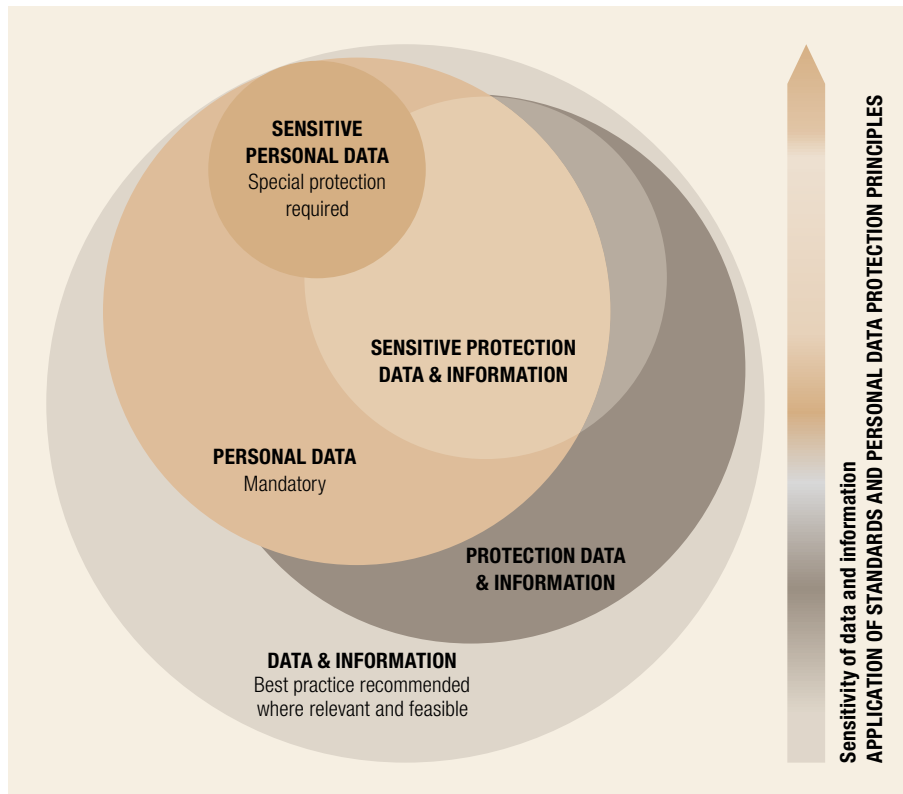 SENSITIVE
PERSONAL DATA
Special protection
required
SENSITIVE PROTECTION
DATA & INFORMATION
PERSONAL DATA
Mandatory
PROTECTION DATA
& INFORMATION
DATA & INFORMATION
Best practice recommended
where relevant and feasible
Sensitivity of data and information
APPLICATION OF STANDARDS AND PERSONAL DATA PROTECTION PRINCIPLES